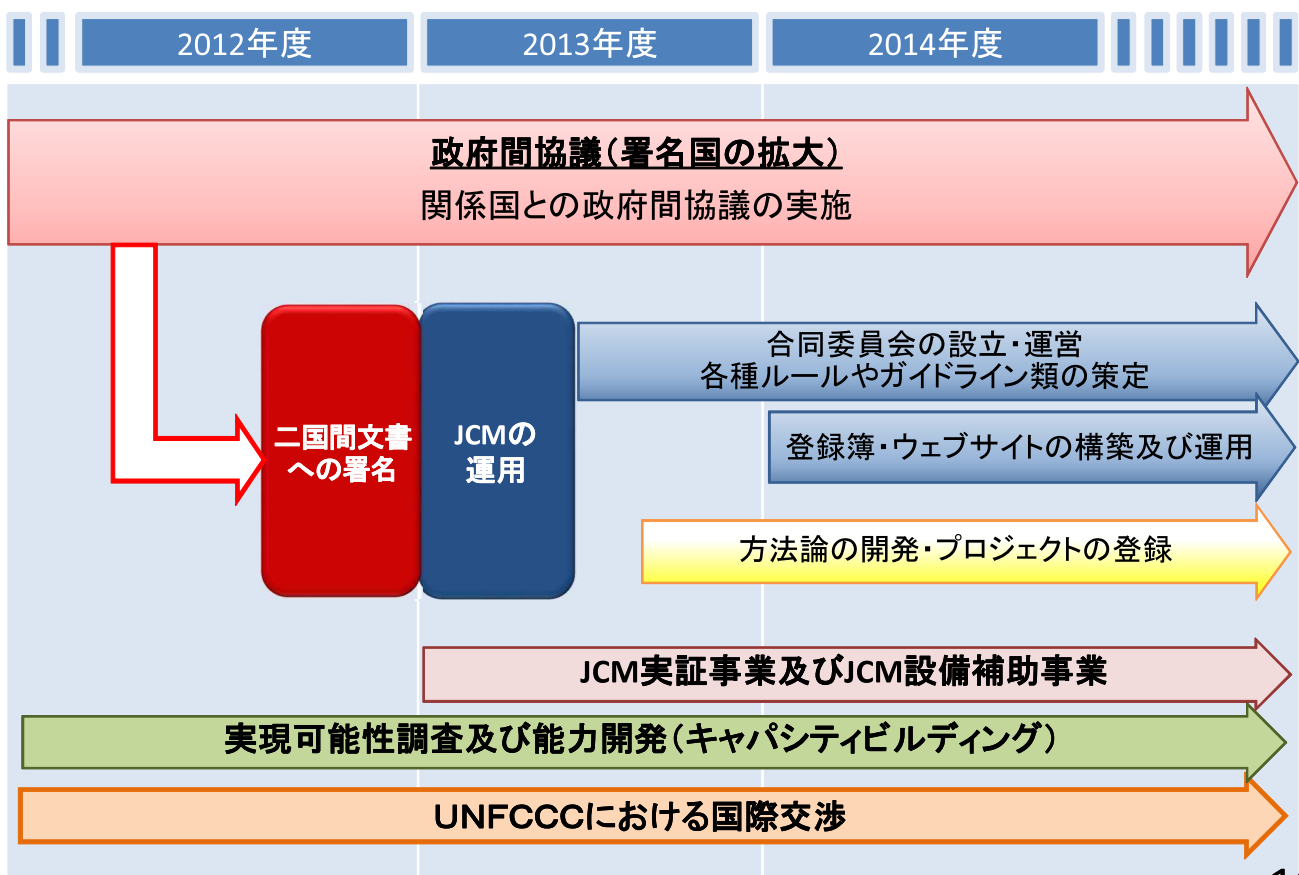 2012年度
2013年度
2014年度
政府間協議（署名国の拡大）
関係国との政府間協議の実施
二国間文書
への署名
JCMの
運用
合同委員会の設立・運営
各種ルールやガイドライン類の策定
登録簿・ウェブサイトの構築及び運用
方法論の開発・プロジェクトの登録
JCM実証事業及びJCM設備補助事業
実現可能性調査及び能力開発（キャパシティビルディング）
ＵＮＦＣＣＣにおける国際交渉